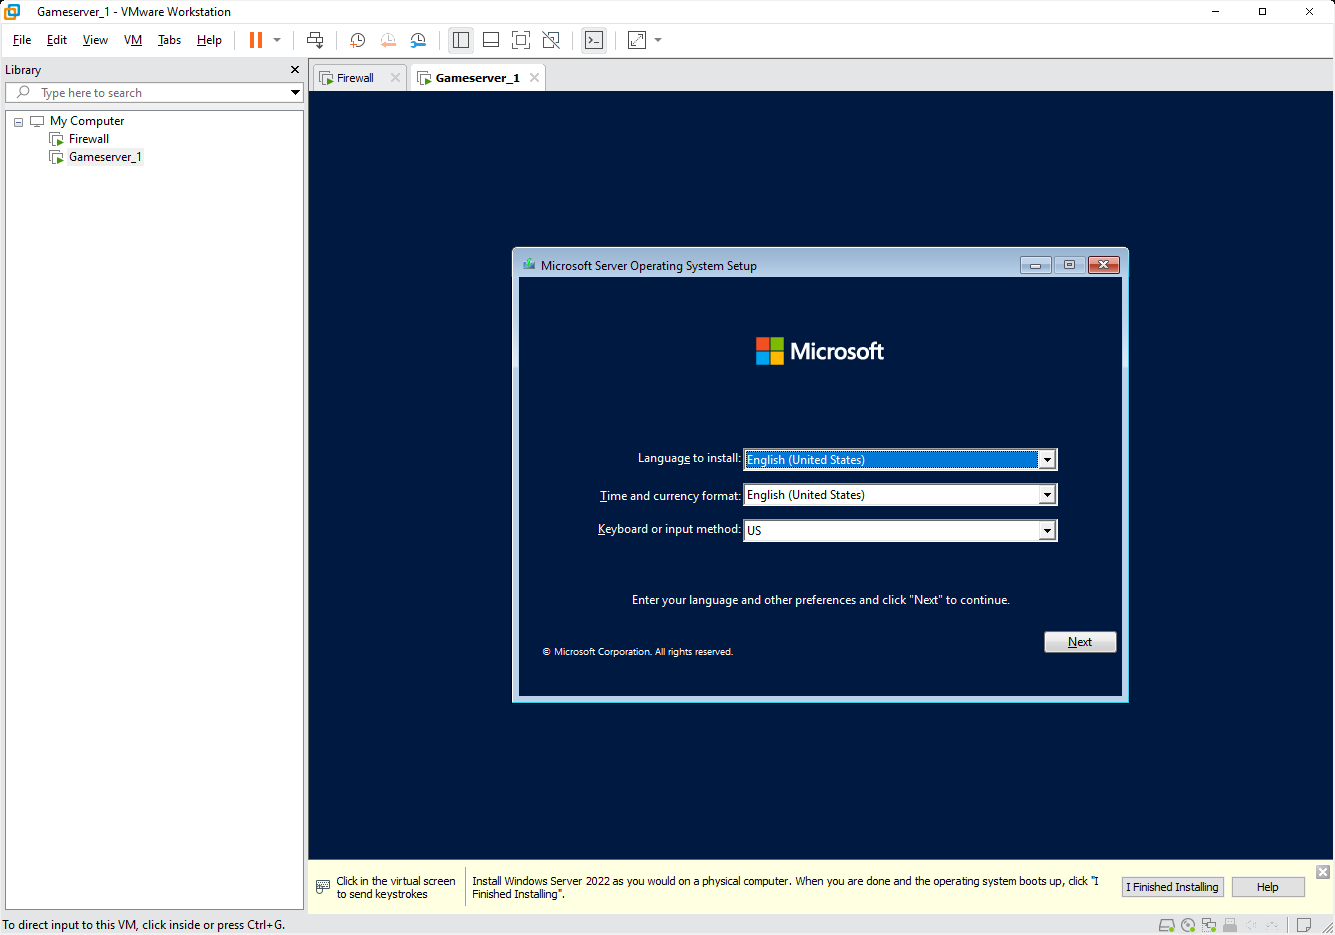 Gameserver_1 - VMware Workstation
File Edit View VM Tabs Help
Library
Type here to search
My Computer
Firewall
Gameserver_1
Firewall
Gameserver_1
Microsoft Server Operating System Setup
Microsoft
Language to install: English (United States)
Time and currency format: English (United States)
Keyboard or input method: US
Enter your language and other preferences and click "Next" to continue.
Next
© Microsoft Corporation. All rights reserved.
Click in the virtual screen
to send keystrokes
Install Windows Server 2022 as you would on a physical computer. When you are done and the operating system boots up, click "I
Finished Installing".
I Finished Installing
Help
To direct input to this VM, click inside or press Ctrl+G.